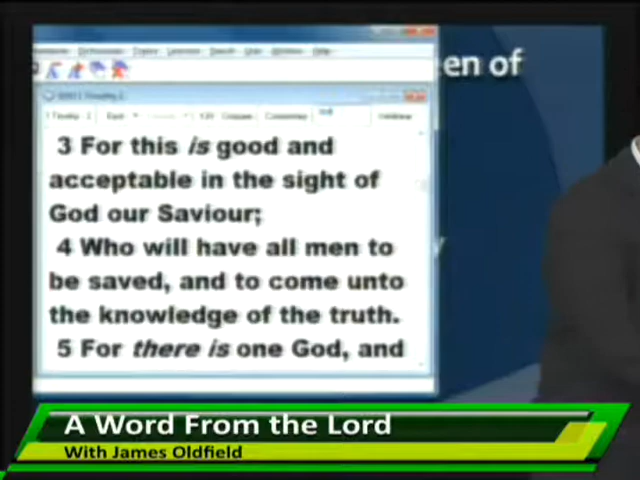 en of
3 For this is good and
acceptable in the sight of
God our Saviour;
4 Who will have all men to
be saved, and to come unto
the knowledge of the truth.
5 For there is one God, and
A Word From the Lord
With James Oldfield